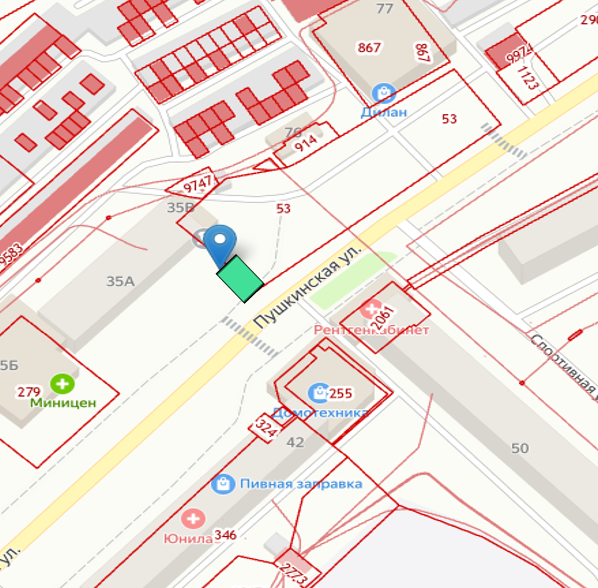 77
290
867
867
9974
1123
Дилан
53
76
914
9747
35В
53
9583
35А
Пушкинская ул.
2061
Рентгенкабинет
Спортивная у
5Б
279
Миницен
255
Домотехника
324
42
50
Пивная заправка
346
Юнила
2773
ул.